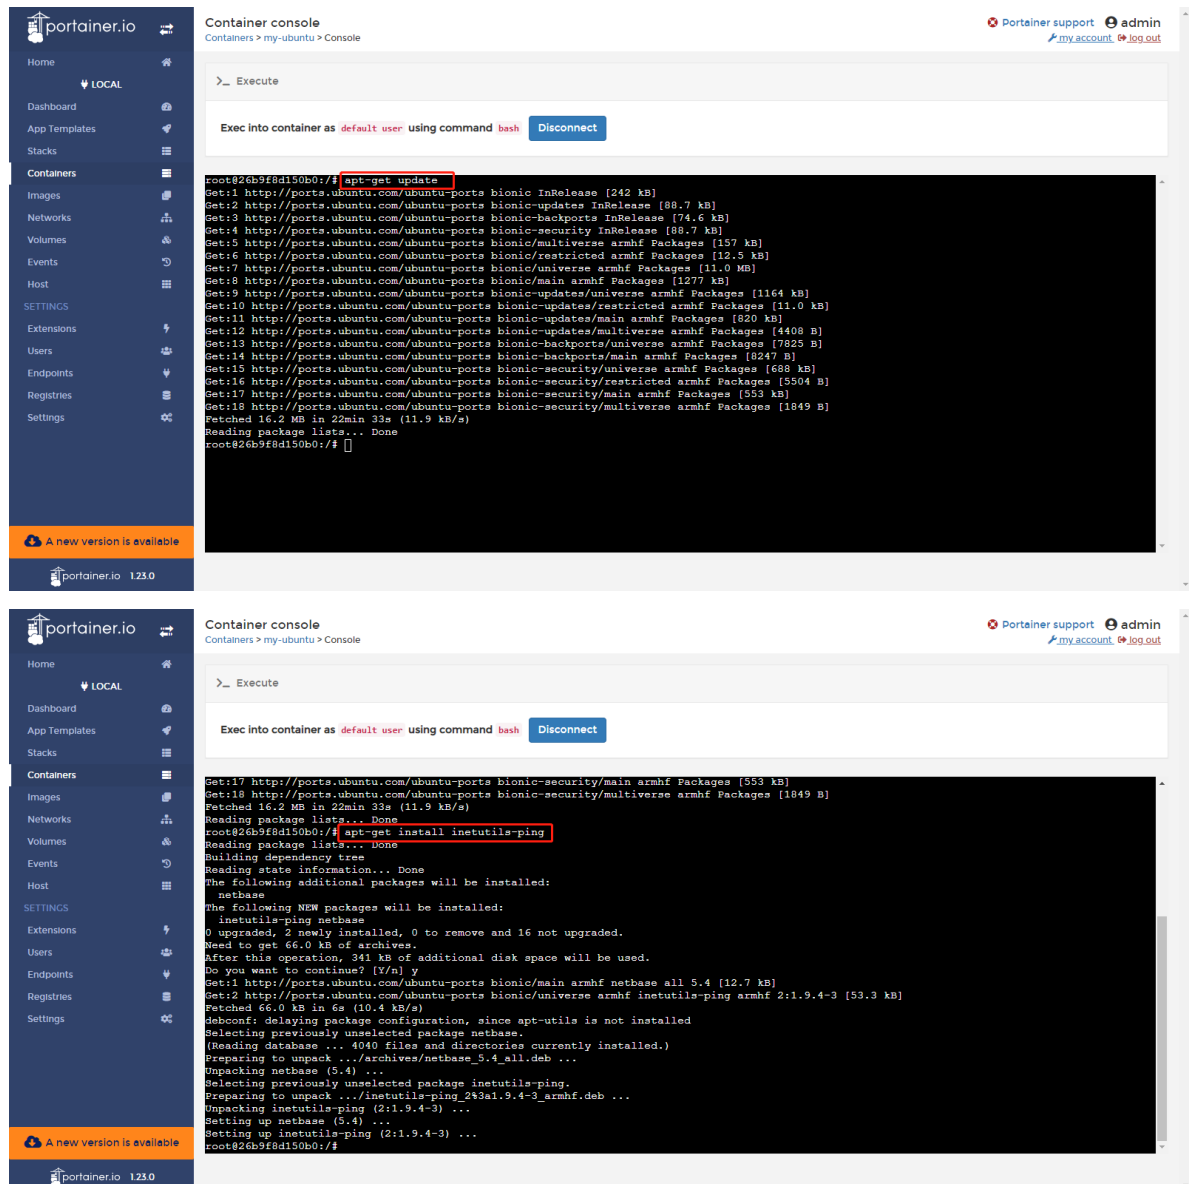 portainer.io
Container console
Containers > my-ubuntu > Console
Portainer support admin
my account log out
Home
LOCAL
Dashboard
App Templates
Stacks
Containers
Images
Networks
Volumes
Events
Host
SETTINGS
Extensions
Users
Endpoints
Registries
Settings
A new version is available
portainer.io 1.23.0
>_ Execute
Exec into container as default user using command bash Disconnect
root@26b9f8d150b0:/# apt-get update
Get:1 http://ports.ubuntu.com/ubuntu-ports bionic InRelease [242 kB]
Get:2 http://ports.ubuntu.com/ubuntu-ports bionic-updates InRelease [88.7 kB]
Get:3 http://ports.ubuntu.com/ubuntu-ports bionic-backports InRelease [74.6 kB]
Get:4 http://ports.ubuntu.com/ubuntu-ports bionic-security InRelease [88.7 kB]
Get:5 http://ports.ubuntu.com/ubuntu-ports bionic/multiverse armhf Packages [157 kB]
Get:6 http://ports.ubuntu.com/ubuntu-ports bionic/restricted armhf Packages [12.5 kB]
Get:7 http://ports.ubuntu.com/ubuntu-ports bionic/universe armhf Packages [11.0 MB]
Get:8 http://ports.ubuntu.com/ubuntu-ports bionic/main armhf Packages [1277 kB]
Get:9 http://ports.ubuntu.com/ubuntu-ports bionic-updates/universe armhf Packages [1164 kB]
Get:10 http://ports.ubuntu.com/ubuntu-ports bionic-updates/restricted armhf Packages [11.0 kB]
Get:11 http://ports.ubuntu.com/ubuntu-ports bionic-updates/main armhf Packages [820 kB]
Get:12 http://ports.ubuntu.com/ubuntu-ports bionic-updates/multiverse armhf Packages [4408 B]
Get:13 http://ports.ubuntu.com/ubuntu-ports bionic-backports/universe armhf Packages [7825 B]
Get:14 http://ports.ubuntu.com/ubuntu-ports bionic-backports/main armhf Packages [8247 B]
Get:15 http://ports.ubuntu.com/ubuntu-ports bionic-security/universe armhf Packages [688 kB]
Get:16 http://ports.ubuntu.com/ubuntu-ports bionic-security/restricted armhf Packages [5504 B]
Get:17 http://ports.ubuntu.com/ubuntu-ports bionic-security/main armhf Packages [553 kB]
Get:18 http://ports.ubuntu.com/ubuntu-ports bionic-security/multiverse armhf Packages [1849 B]
Fetched 16.2 MB in 22min 33s (11.9 kB/s)
Reading package lists... Done
root@26b9f8d150b0:/#
portainer.io
Container console
Containers > my-ubuntu > Console
Portainer support admin
my account log out
Home
LOCAL
Dashboard
App Templates
Stacks
Containers
Images
Networks
Volumes
Events
Host
SETTINGS
Extensions
Users
Endpoints
Registries
Settings
A new version is available
portainer.io 1.23.0
>_ Execute
Exec into container as default user using command bash Disconnect
Get:17 http://ports.ubuntu.com/ubuntu-ports bionic-security/main armhf Packages [553 kB]
Get:18 http://ports.ubuntu.com/ubuntu-ports bionic-security/multiverse armhf Packages [1849 B]
Fetched 16.2 MB in 22min 33s (11.9 kB/s)
Reading package lists... Done
root@26b9f8d150b0:/# apt-get install inetutils-ping
Reading package lists... Done
Building dependency tree
Reading state information... Done
The following additional packages will be installed:
netbase
The following NEW packages will be installed:
inetutils-ping netbase
0 upgraded, 2 newly installed, 0 to remove and 16 not upgraded.
Need to get 66.0 kB of archives.
After this operation, 341 kB of additional disk space will be used.
Do you want to continue? [Y/n] y
Get:1 http://ports.ubuntu.com/ubuntu-ports bionic/main armhf netbase all 5.4 [12.7 kB]
Get:2 http://ports.ubuntu.com/ubuntu-ports bionic/universe armhf inetutils-ping armhf 2:1.9.4-3 [53.3 kB]
Fetched 66.0 kB in 6s (10.4 kB/s)
debconf: delaying package configuration, since apt-utils is not installed
Selecting previously unselected package netbase.
(Reading database ... 4040 files and directories currently installed.)
Preparing to unpack .../archives/netbase_5.4_all.deb ...
Unpacking netbase (5.4) ...
Selecting previously unselected package inetutils-ping.
Preparing to unpack .../inetutils-ping_2%3a1.9.4-3_armhf.deb ...
Unpacking inetutils-ping (2:1.9.4-3) ...
Setting up netbase (5.4) ...
Setting up inetutils-ping (2:1.9.4-3) ...
root@26b9f8d150b0:/#